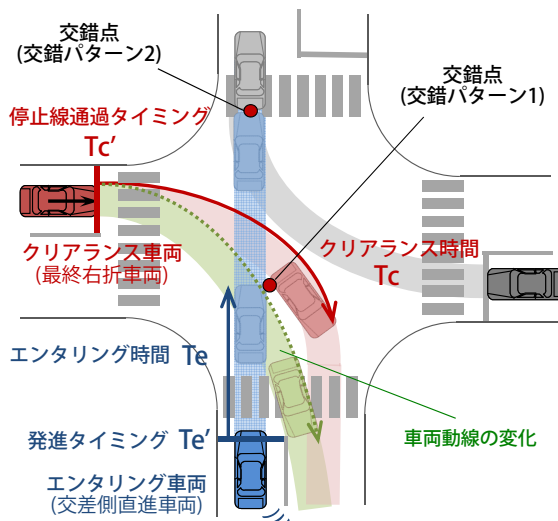 交錯点
(交錯パターン2)
交錯点
(交錯パターン1)
停止線通過タイミング
Tc′
クリアランス車両
(最終右折車両)
クリアランス時間
Tc
エンタリング時間 Te
発進タイミング Te′
車両動線の変化
エンタリング車両
(交差側直進車両)